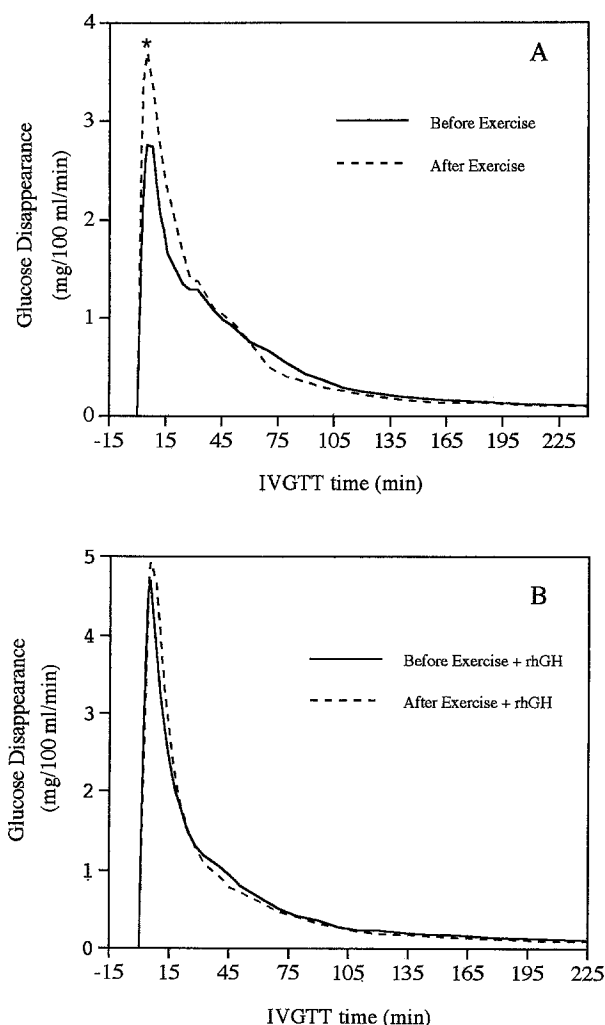 A
*
Before Exercise
After Exercise
Glucose Disappearance
(mg/100 ml/min)
4
3
2
1
0
-15 15 45 75 105 135 165 195 225
IVGTT time (min)
B
Before Exercise + rhGH
After Exercise + rhGH
Glucose Disappearance
(mg/100 ml/min)
5
4
3
2
1
0
-15 15 45 75 105 135 165 195 225
IVGTT time (min)